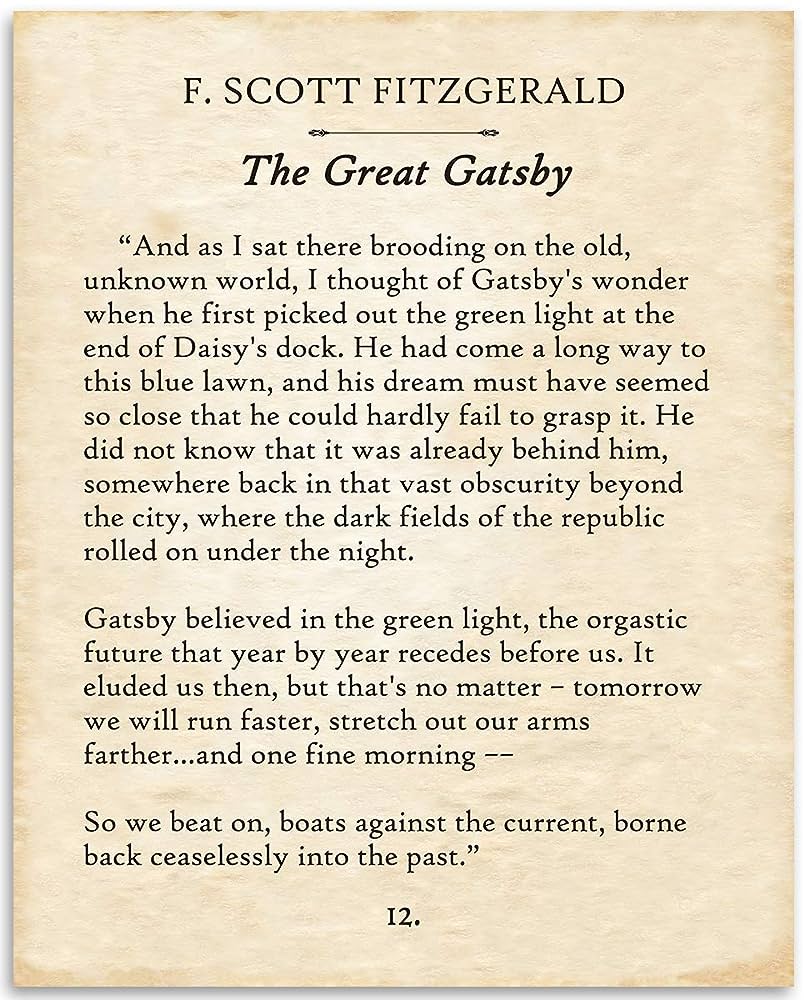 F. SCOTT FITZGERALD
The Great Gatsby
“And as I sat there brooding on the old,
unknown world, I thought of Gatsby's wonder
when he first picked out the green light at the
end of Daisy's dock. He had come a long way to
this blue lawn, and his dream must have seemed
so close that he could hardly fail to grasp it. He
did not know that it was already behind him,
somewhere back in that vast obscurity beyond
the city, where the dark fields of the republic
rolled on under the night.
Gatsby believed in the green light, the orgastic
future that year by year recedes before us. It
eluded us then, but that's no matter – tomorrow
we will run faster, stretch out our arms
farther...and one fine morning --
So we beat on, boats against the current, borne
back ceaselessly into the past.”
12.